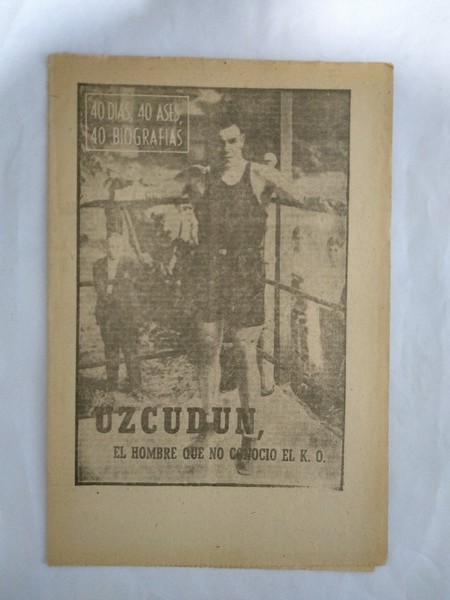 40 DIAS, 40 ASES,
40 BIOGRAFIAS
UZCUDUN,
EL HOMBRE QUE NO CONOCIO EL K. O.